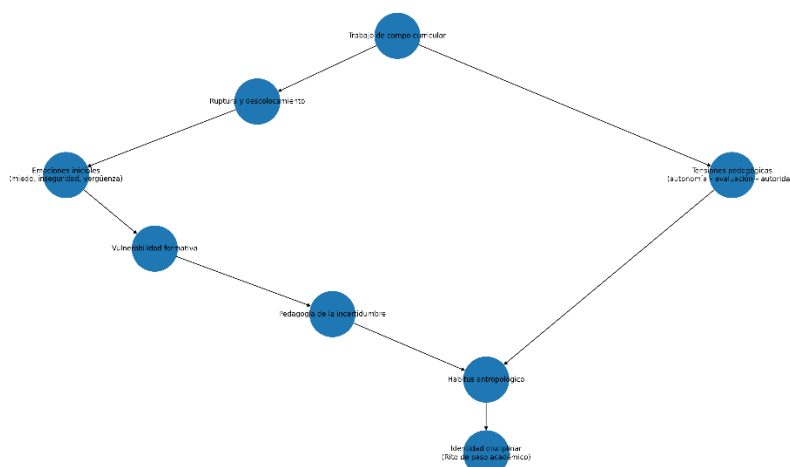 Trabajo de campo curricular
Ruptura y descolocamiento
Emociones iniciales
(miedo, inseguridad, vergüenza)
Tensiones pedagógicas
(autonomía – evaluación – autorida
Vulnerabilidad formativa
Pedagogía de la incertidumbre
Habitus antropológico
Identidad disciplinar
(Rito de paso académico)